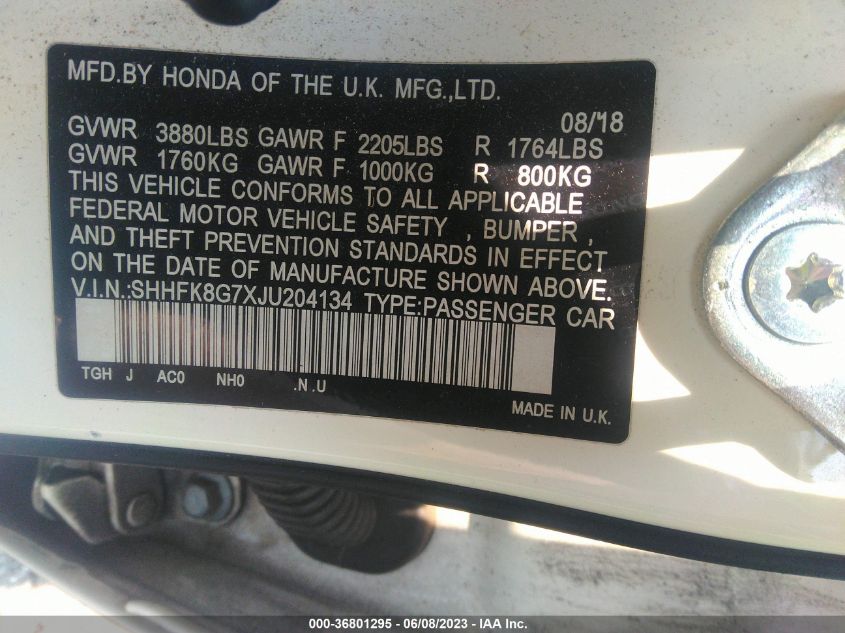 MFD.BY HONDA OF THE U.K. MFG.,LTD.
08/'18
GVWR 3880LBS GAWR F 2205LBS R 1764LBS
GVWR 1760KG GAWR F 1000KG R 800KG
THIS VEHICLE CONFORMS TO ALL APPLICABLE
FEDERAL MOTOR VEHICLE SAFETY , BUMPER ,
AND THEFT PREVENTION STANDARDS IN EFFECT
ON THE DATE OF MANUFACTURE SHOWN ABOVE.
V.I.N.:SHHFK8G7XJU204134 TYPE:PASSENGER CAR
TGH J AC0 NH0 .N .U
MADE IN U.K.
000-36801295 - 06/08/2023 - IAA Inc.